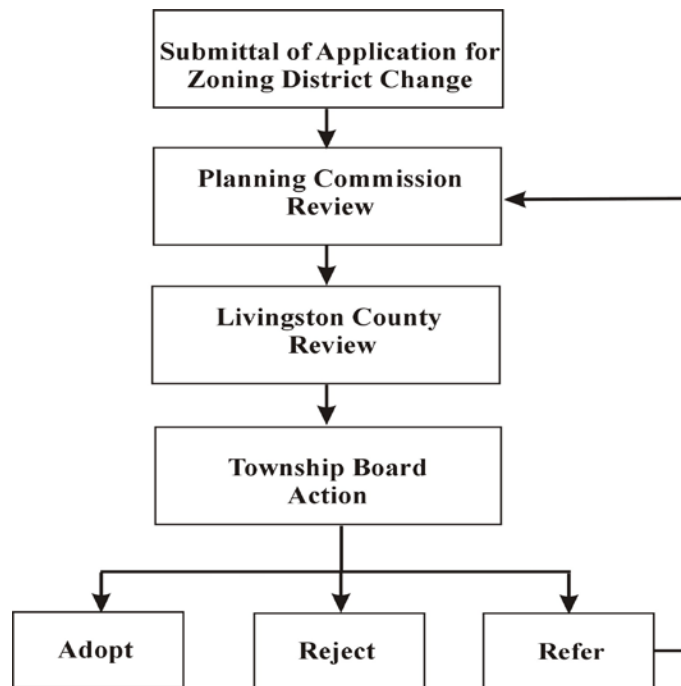 Submittal of Application for
Zoning District Change
Planning Commission
Review
Livingston County
Review
Township Board
Action
Adopt
Reject
Refer